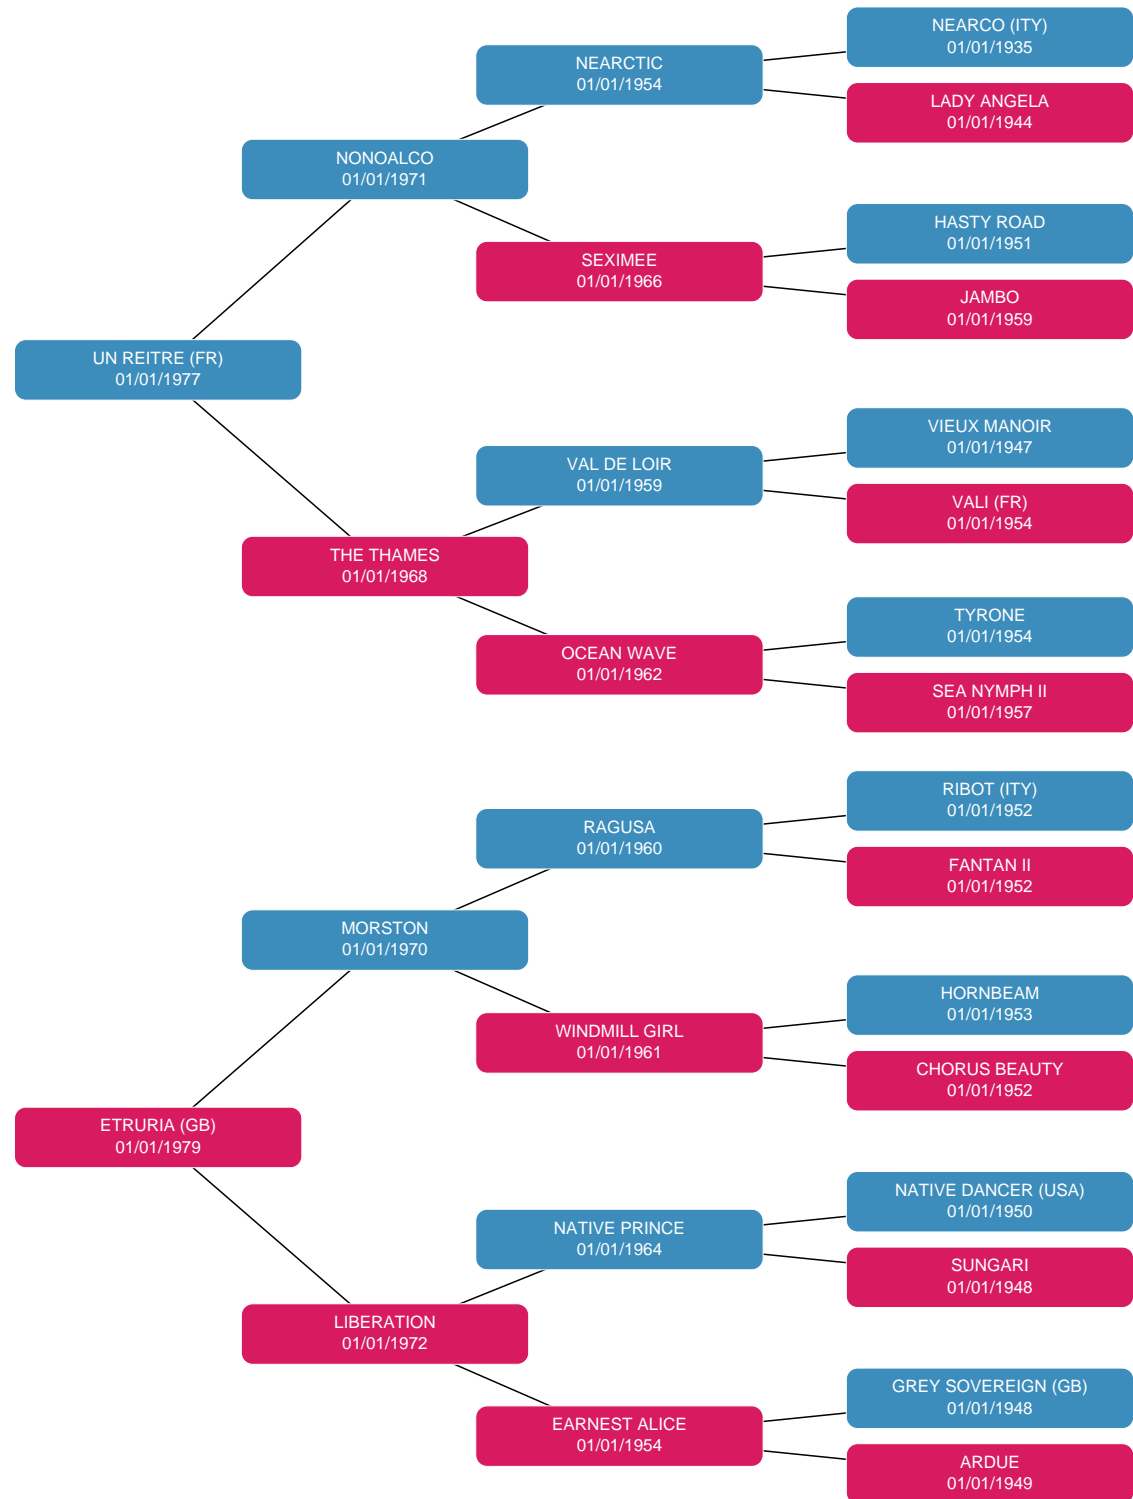 NEARCO (ITY)
01/01/1935
NEARCTIC
01/01/1954
LADY ANGELA
01/01/1944
NONOALCO
01/01/1971
HASTY ROAD
01/01/1951
SEXIMEE
01/01/1966
JAMBO
01/01/1959
UN REITRE (FR)
01/01/1977
VIEUX MANOIR
01/01/1947
VAL DE LOIR
01/01/1959
VALI (FR)
01/01/1954
THE THAMES
01/01/1968
TYRONE
01/01/1954
OCEAN WAVE
01/01/1962
SEA NYMPH II
01/01/1957
RIBOT (ITY)
01/01/1952
RAGUSA
01/01/1960
FANTAN II
01/01/1952
MORSTON
01/01/1970
HORNBEAM
01/01/1953
WINDMILL GIRL
01/01/1961
CHORUS BEAUTY
01/01/1952
ETRURIA (GB)
01/01/1979
NATIVE DANCER (USA)
01/01/1950
NATIVE PRINCE
01/01/1964
SUNGARI
01/01/1948
LIBERATION
01/01/1972
GREY SOVEREIGN (GB)
01/01/1948
EARNEST ALICE
01/01/1954
ARDUE
01/01/1949